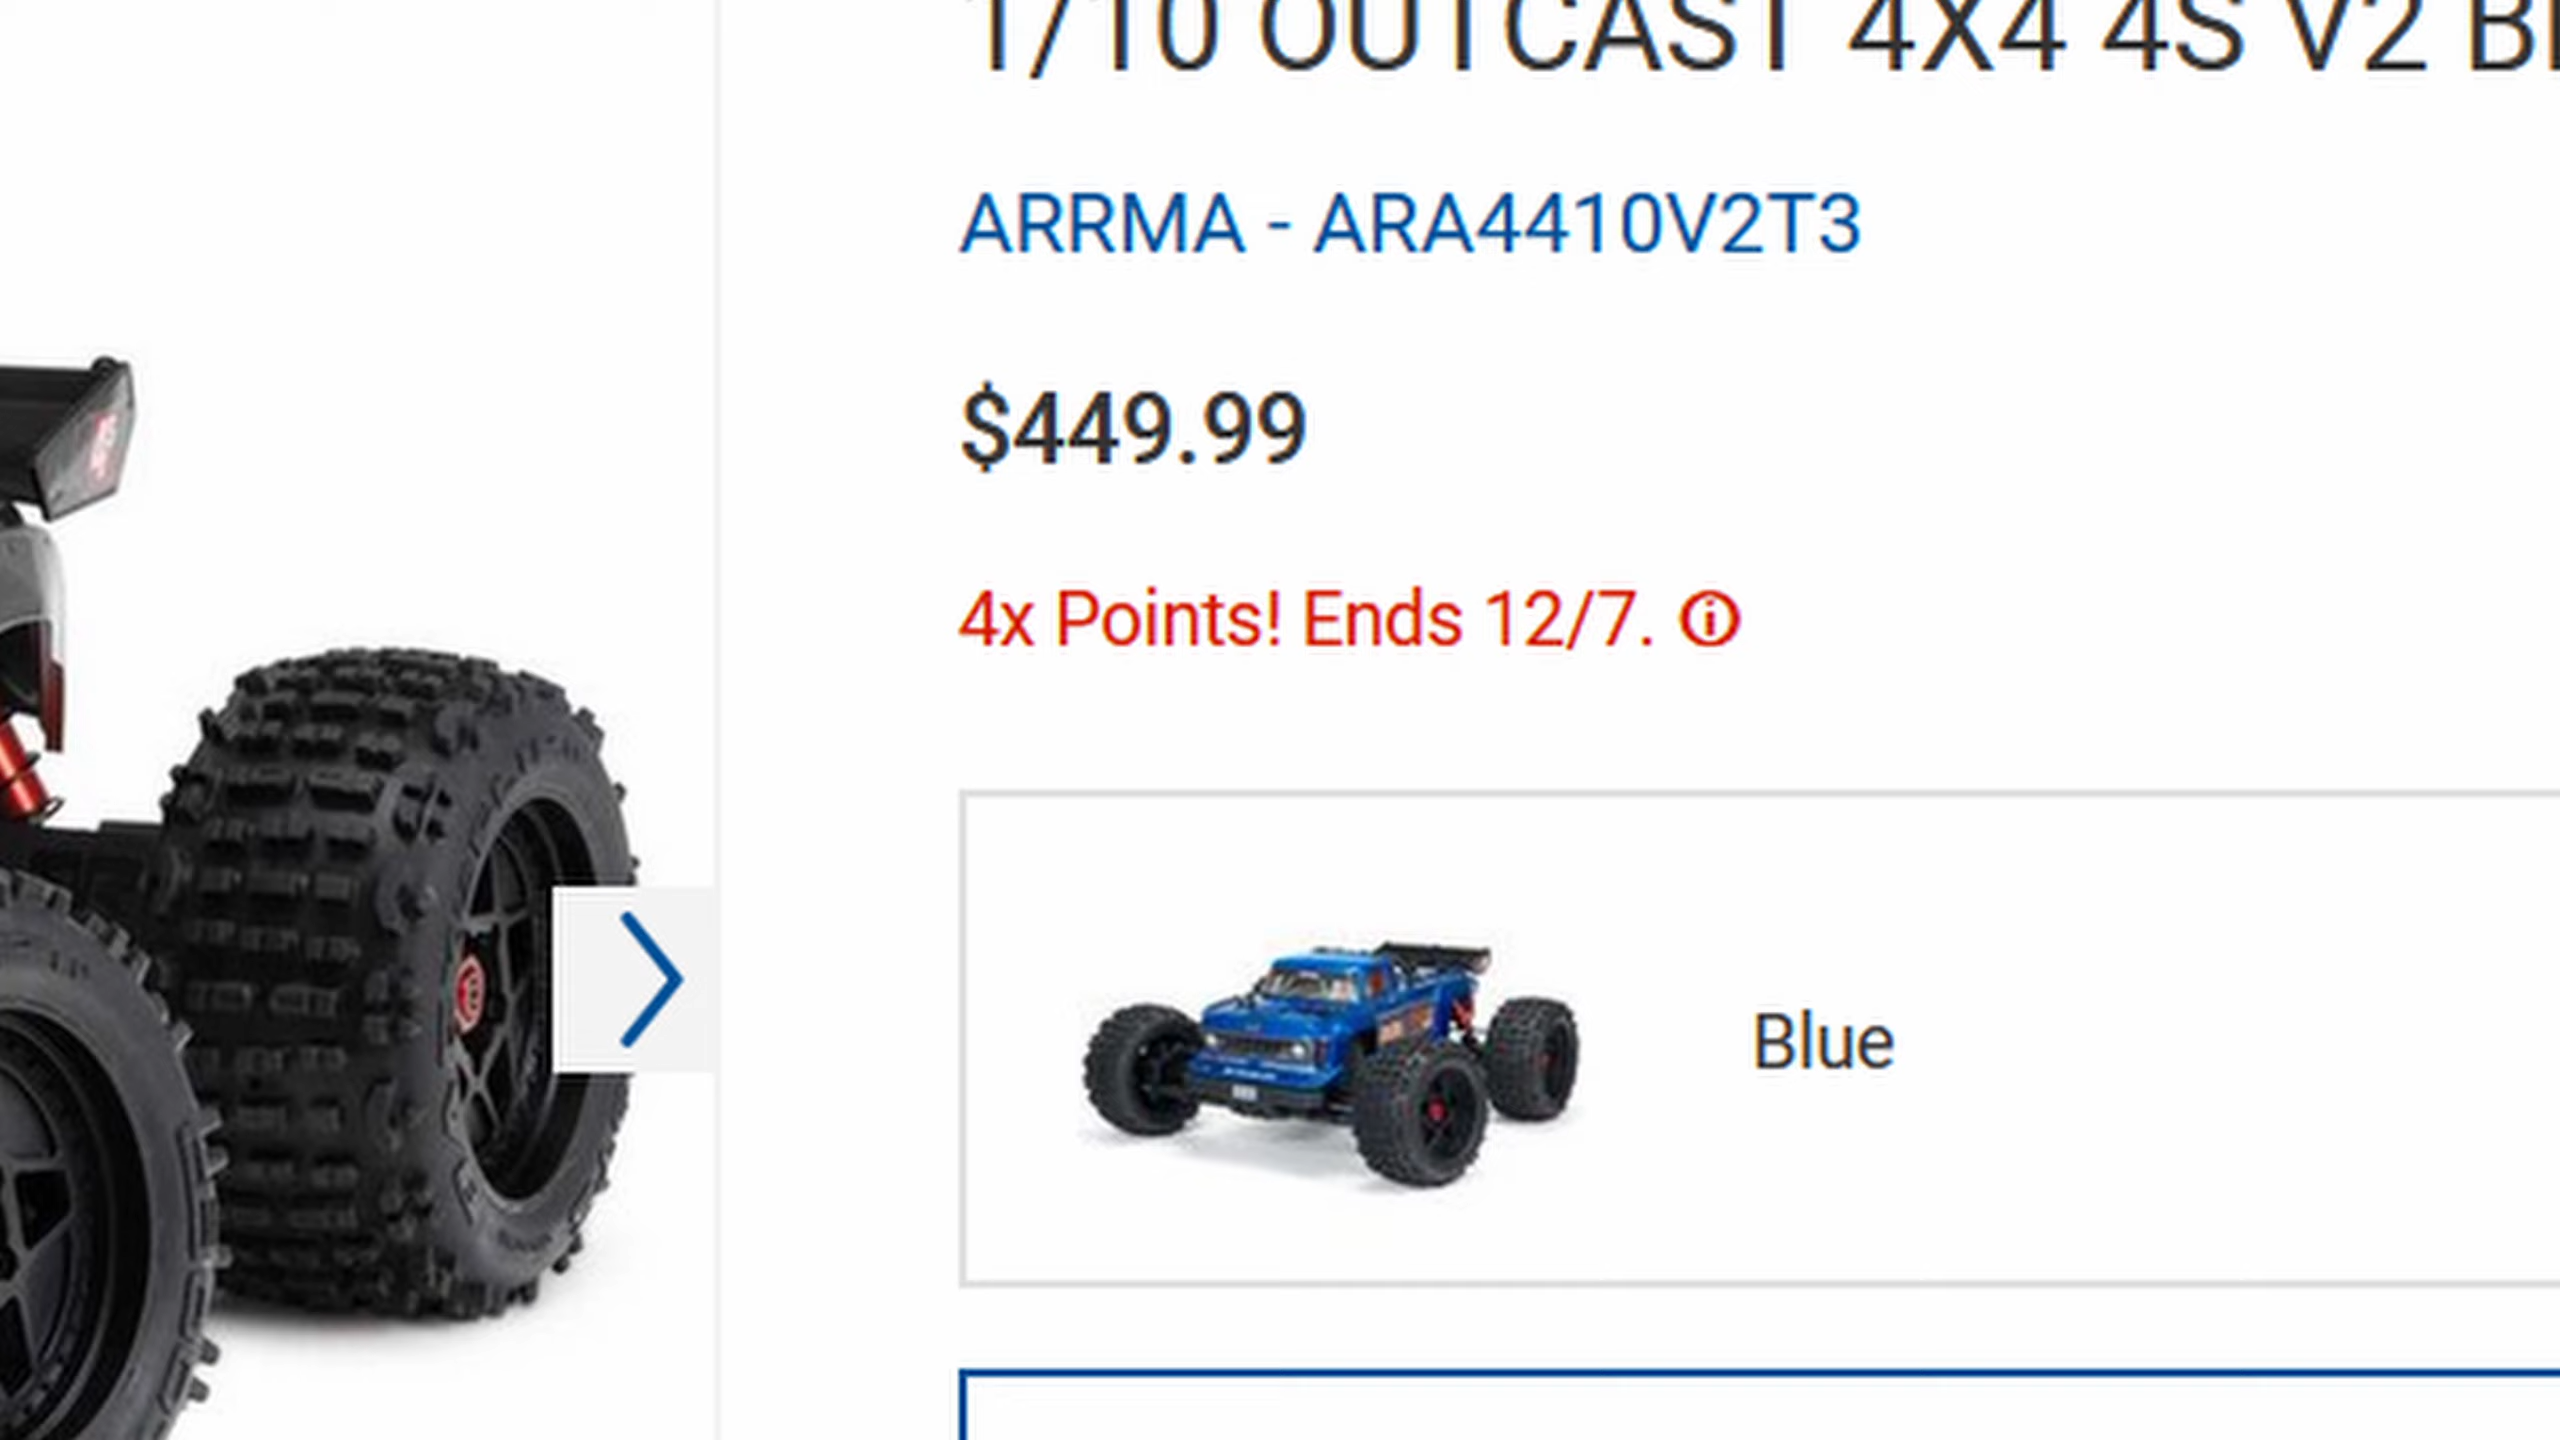 1/10 OUTCAST 4X4 4S V2
ARRMA - ARA4410V2T3
$449.99
4x Points! Ends 12/7.
Blue